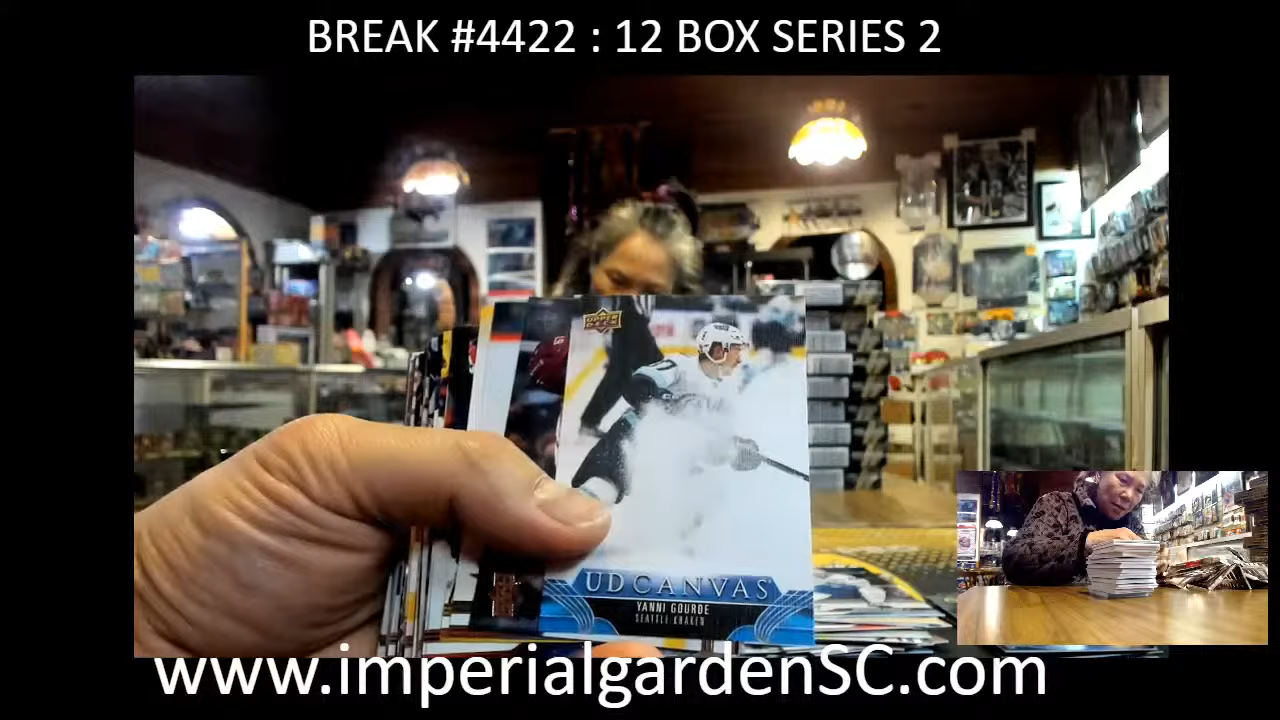 BREAK #4422 : 12 BOX SERIES 2
UPPER
DECK
UD CANVAS
YANNI GOURDE
SEATTLE KRAKEN
www.imperialgardenSC.com